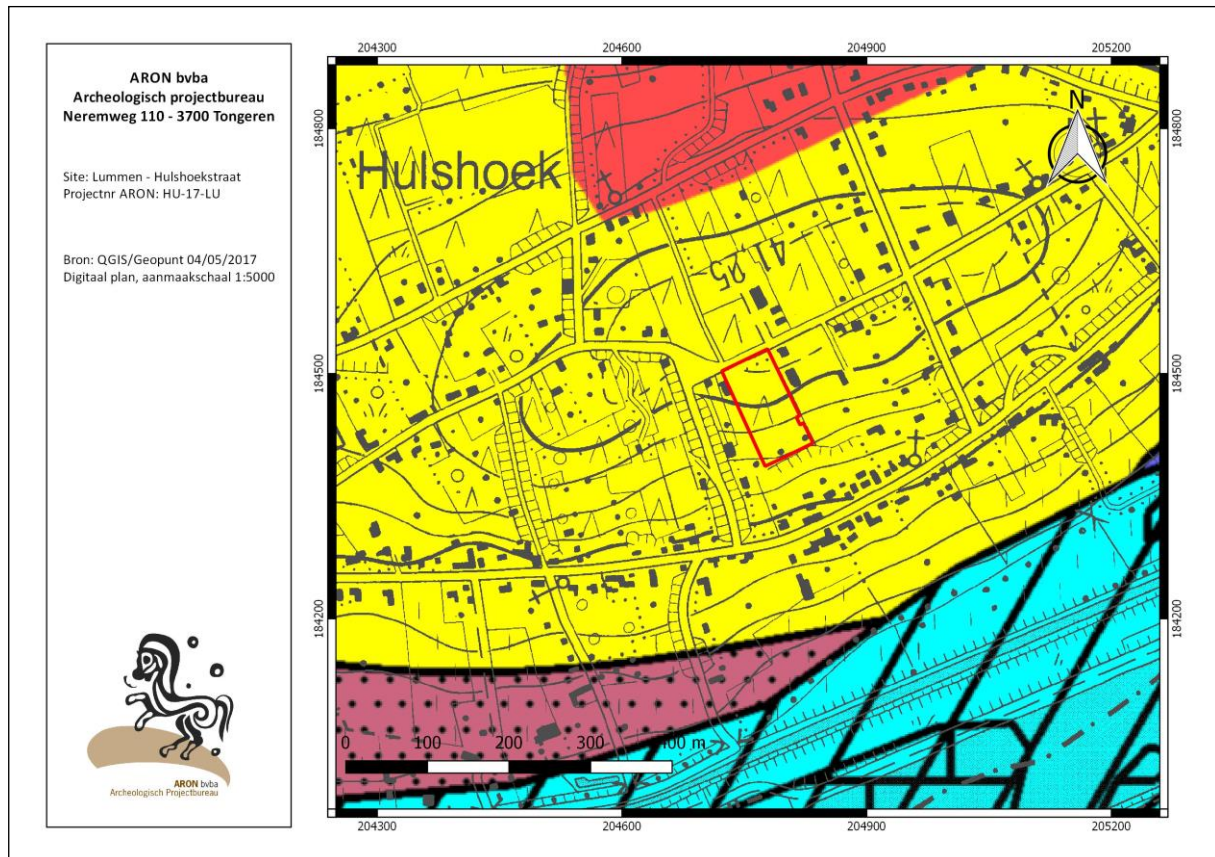 ARON bvba
Archeologisch projectbureau
Neremweg 110 - 3700 Tongeren
Site: Lummen - Hulshoekstraat
Projectnr ARON: HU-17-LU
Bron: QGIS/Geopunt 04/05/2017
Digitaal plan, aanmaakschaal 1:5000
ARON bvba
Archeologisch Projectbureau
204300 204600 204900 205200
184800 184800
N
Hulshoek
41.25
184500 184500
184200 184200
0 100 200 300 400 m
204300 204600 204900 205200